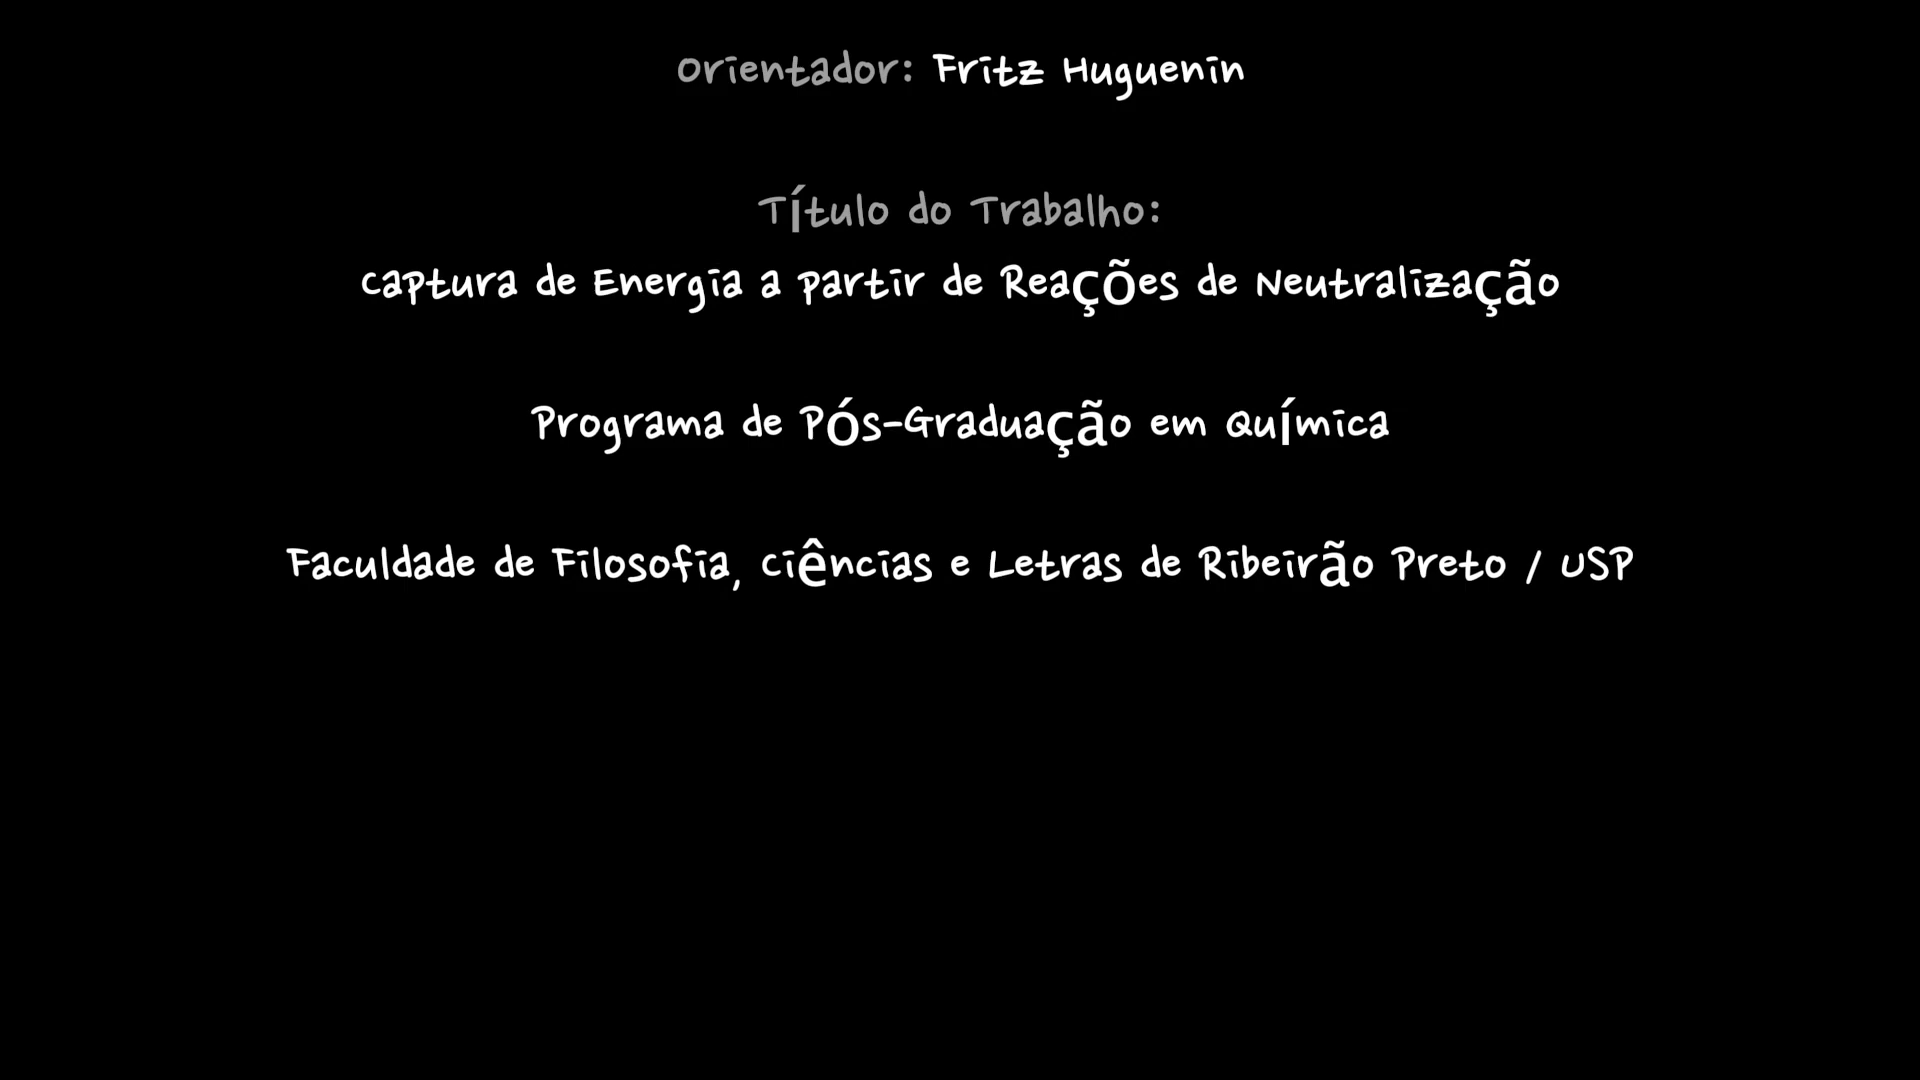 Orientador: Fritz Huguenin
Título do Trabalho:
Captura de Energia a partir de Reações de Neutralização
Programa de Pós-Graduação em Química
Faculdade de Filosofia, Ciências e Letras de Ribeirão Preto / USP